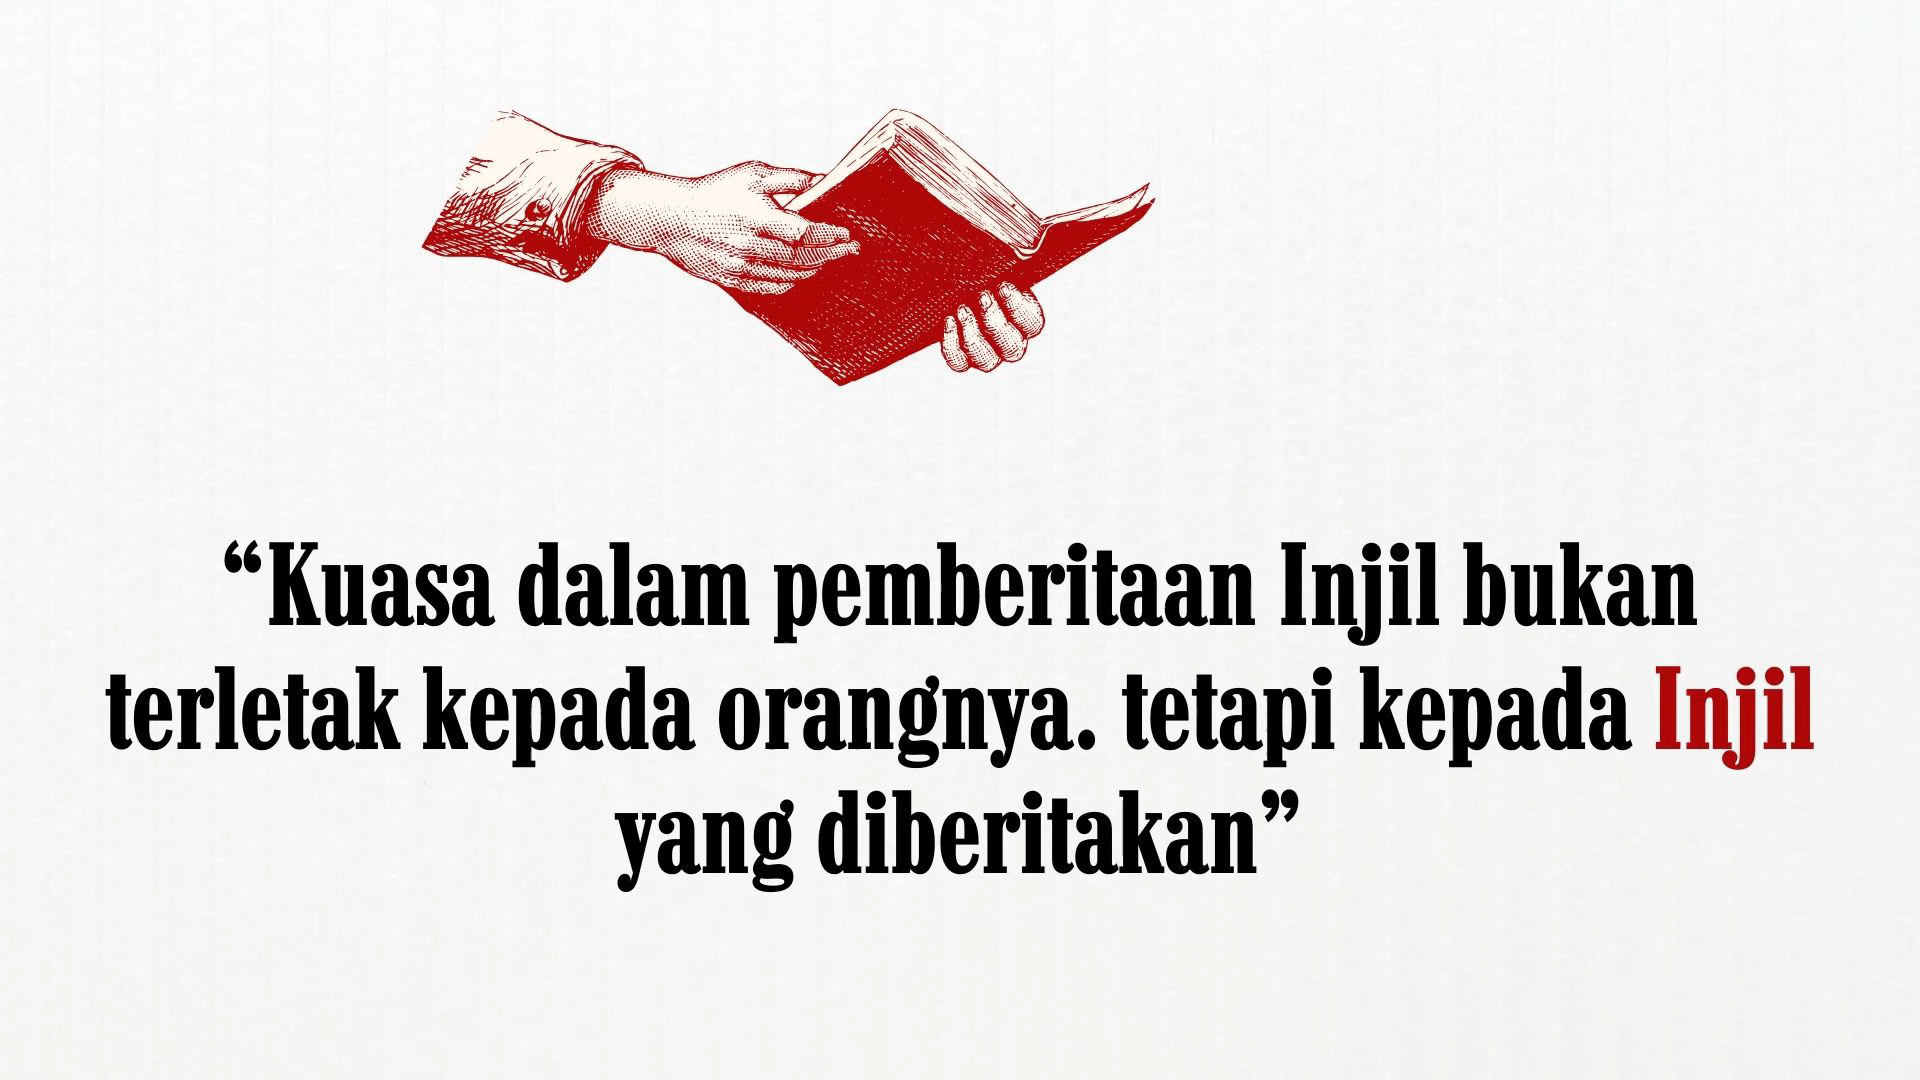 “Kuasa dalam pemberitaan Injil bukan
terletak kepada orangnya. tetapi kepada Injil
yang diberitakan”